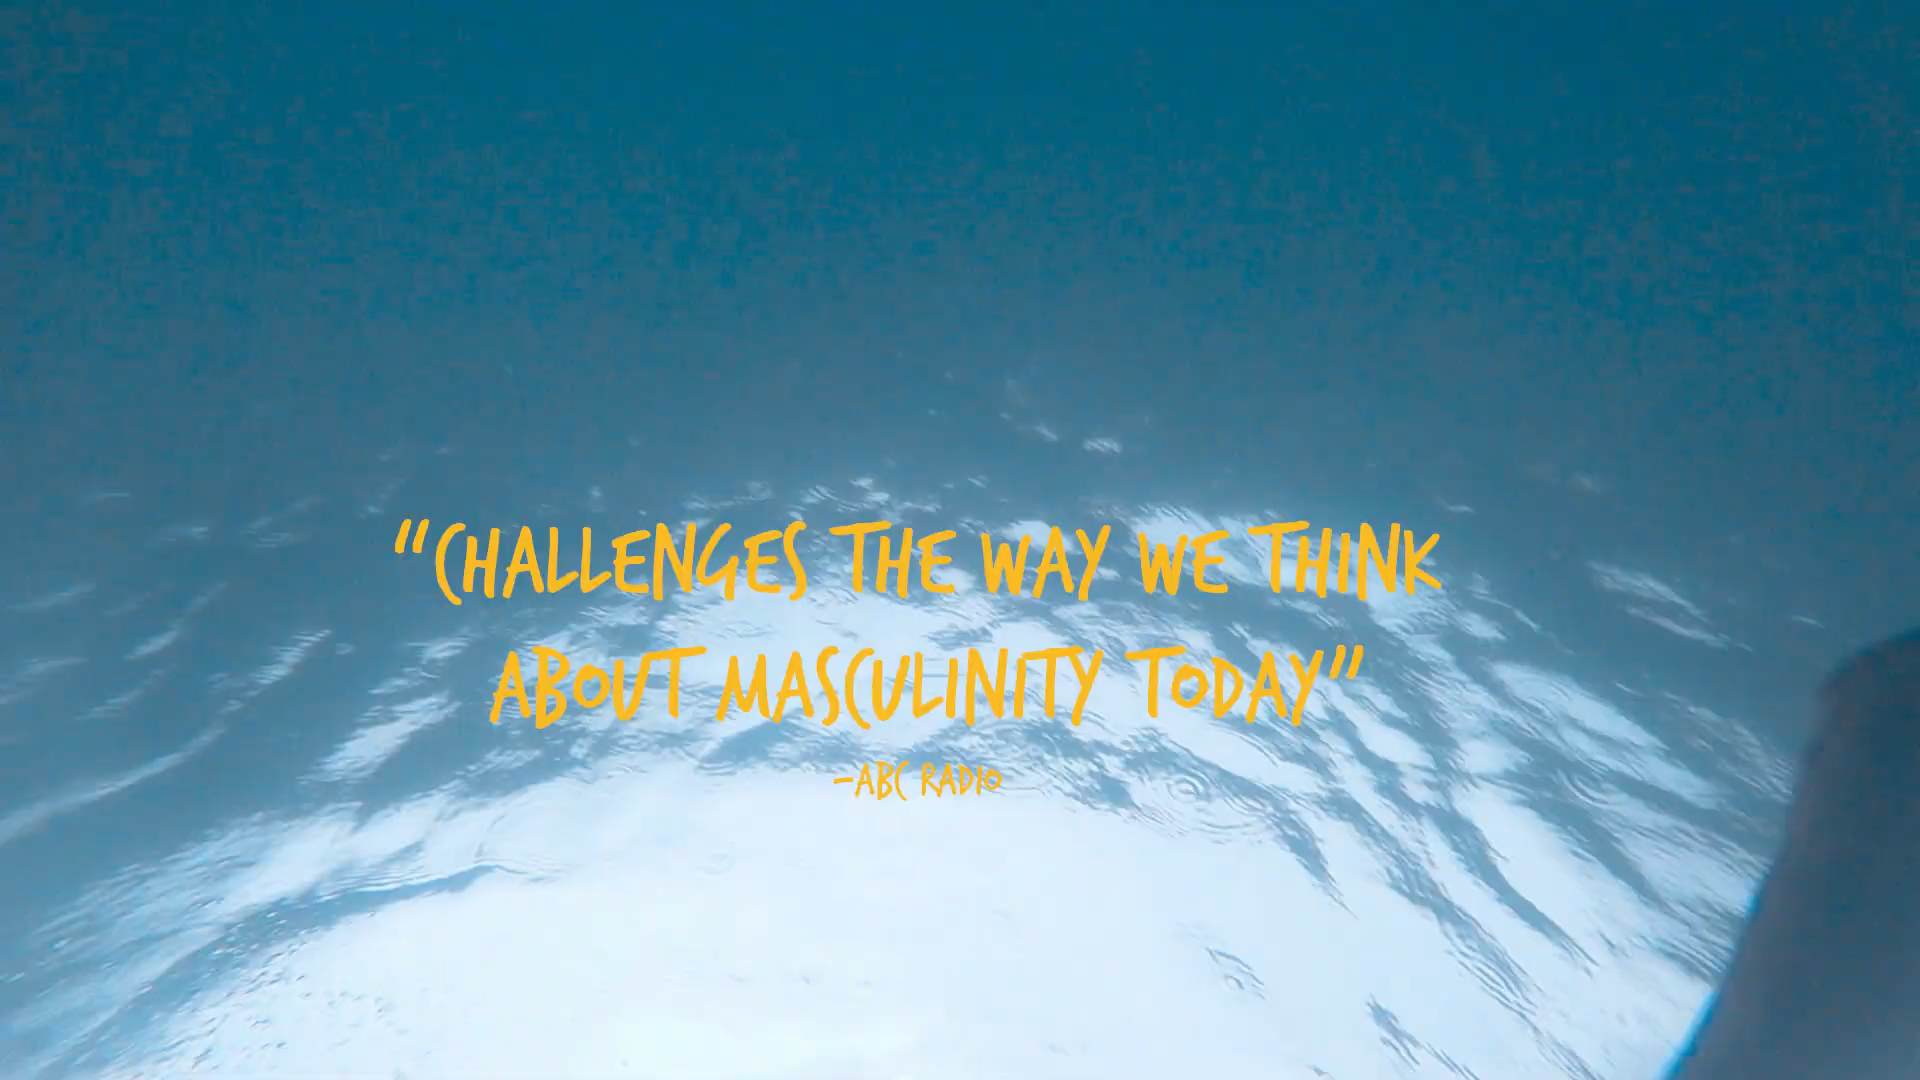 “CHALLENGES THE WAY WE THINK
ABOUT MASCULINITY TODAY”
-ABC RADIO